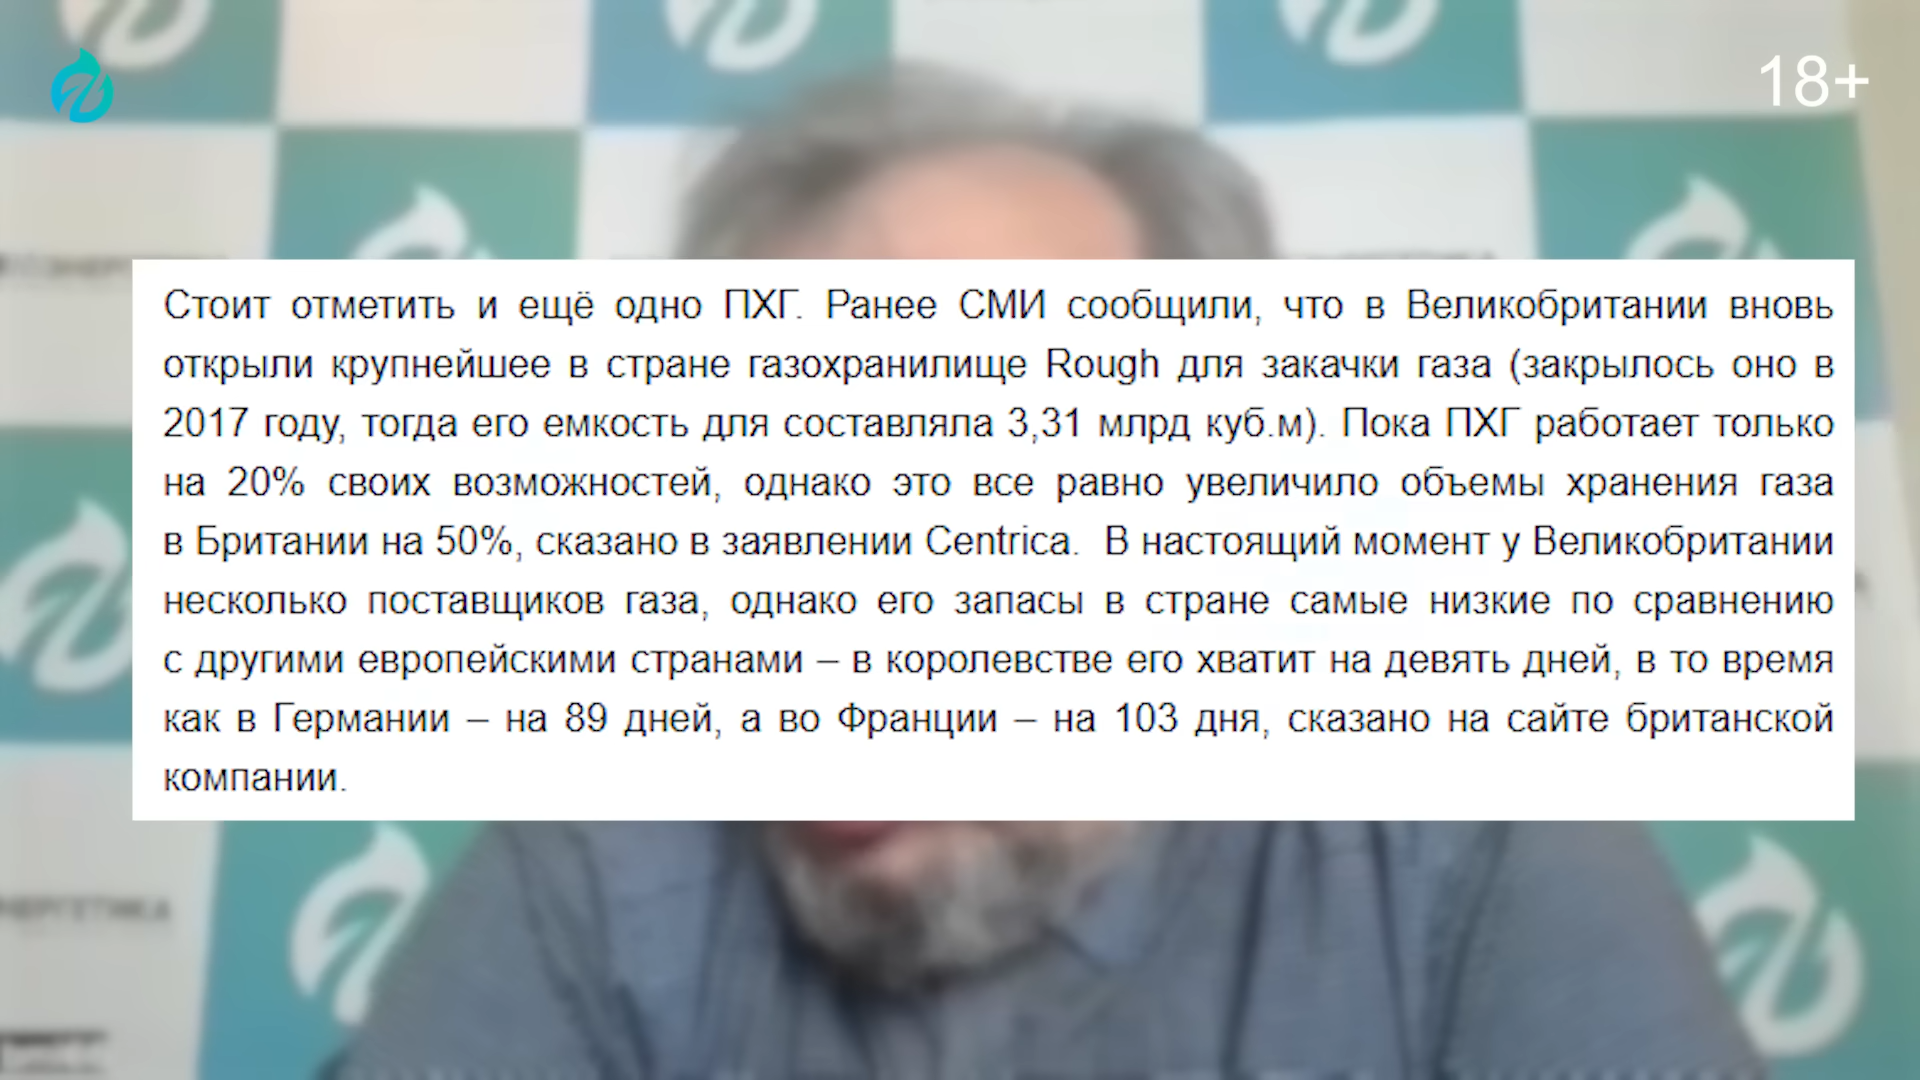 18+
Стоит отметить и ещё одно ПХГ. Ранее СМИ сообщили, что в Великобритании вновь
открыли крупнейшее в стране газохранилище Rough для закачки газа (закрылось оно в
2017 году, тогда его емкость для составляла 3,31 млрд куб.м). Пока ПХГ работает только
на 20% своих возможностей, однако это все равно увеличило объемы хранения газа
в Британии на 50%, сказано в заявлении Centrica. В настоящий момент у Великобритании
несколько поставщиков газа, однако его запасы в стране самые низкие по сравнению
с другими европейскими странами – в королевстве его хватит на девять дней, в то время
как в Германии – на 89 дней, а во Франции – на 103 дня, сказано на сайте британской
компании.